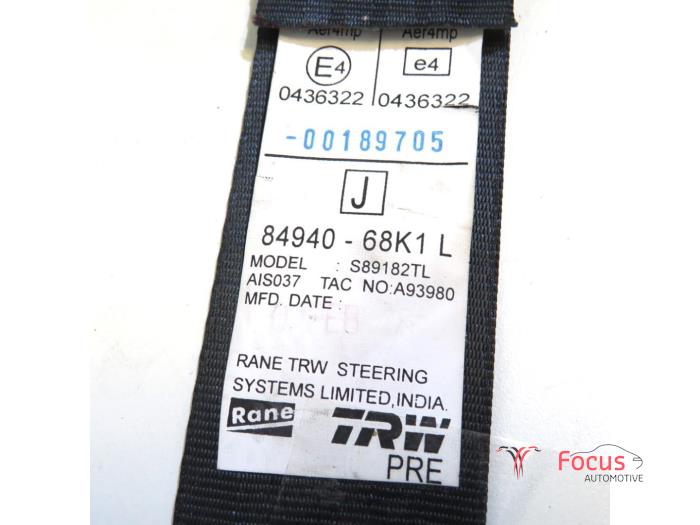 Aer4mp Aer4mp
E4 e4
0436322 0436322
-00189705
J
84940 - 68K1 L
MODEL : S89182TL
AIS037 TAC NO:A93980
MFD. DATE :
RANE TRW STEERING
SYSTEMS LIMITED,INDIA.
Rane TRW
PRE
Focus
AUTOMOTIVE